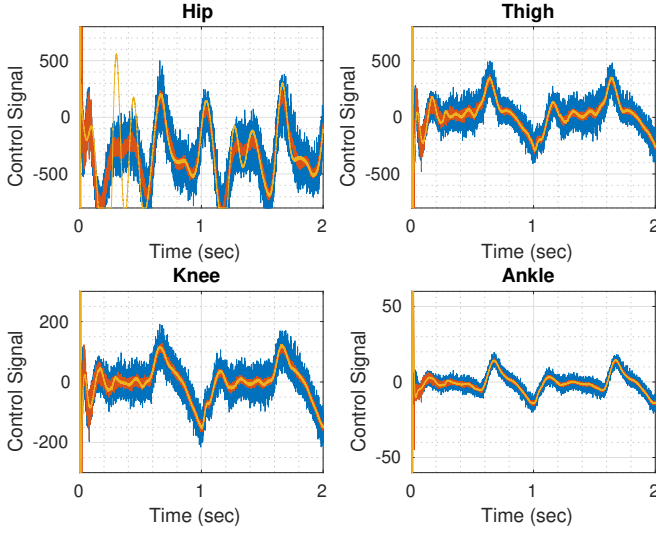 Hip
Control Signal
500
0
-500
0
1
2
Time (sec)
Thigh
Control Signal
500
0
-500
0
1
2
Time (sec)
Knee
Control Signal
200
0
-200
0
1
2
Time (sec)
Ankle
Control Signal
50
0
-50
0
1
2
Time (sec)